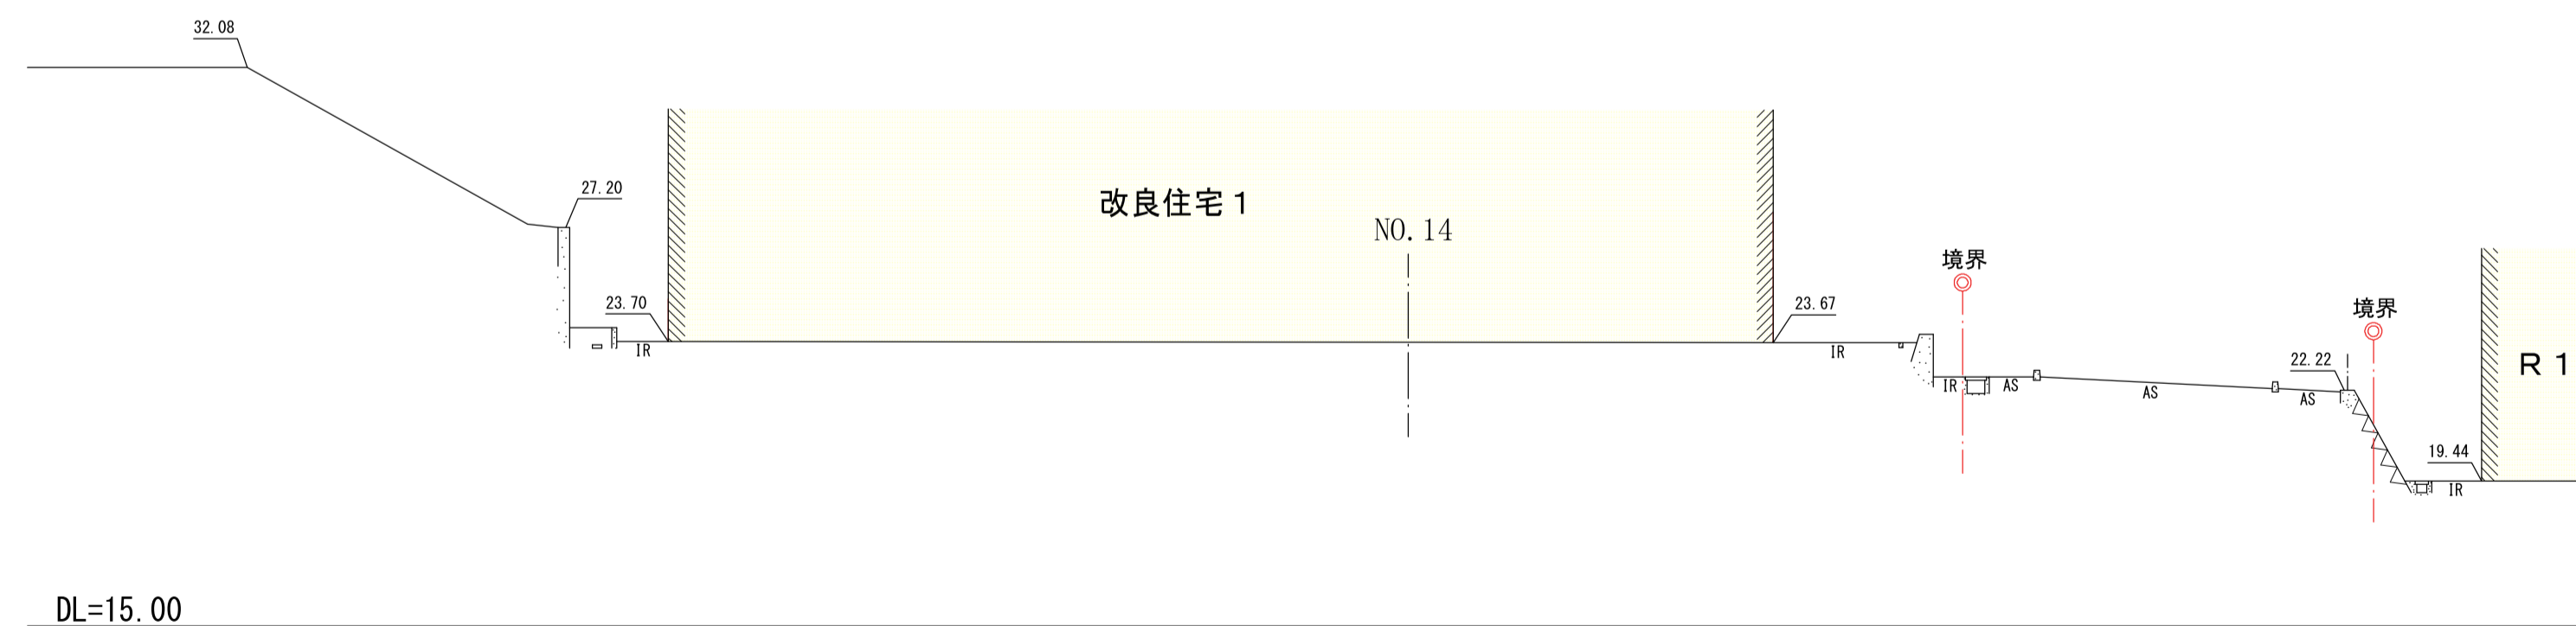 32.08
27.20
改良住宅1
NO.14
境界
23.70
23.67
境界
IR
IR
22.22
R1
IR
AS
AS
AS
19.44
IR
DL=15.00